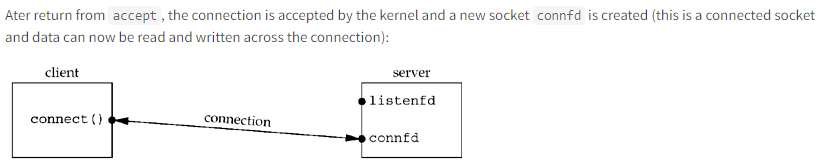 Ater return from accept , the connection is accepted by the kernel and a new socket connfd is created (this is a connected socket
and data can now be read and written across the connection):
client
server
listenfd
connect()
connection
connfd